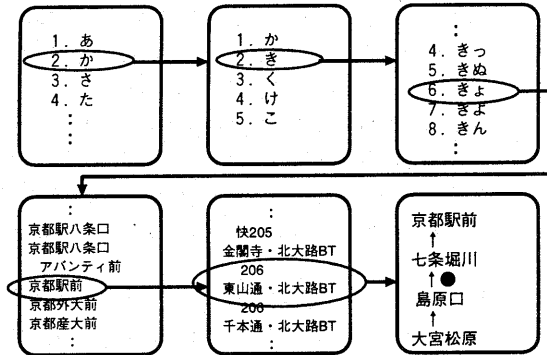 :
1. あ
2. か
3. さ
4. た
:
:
1. か
2. き
3. く
4. け
5. こ
:
4. きっ
5. きぬ
6. きょ
7. きよ
8. きん
:
:
京都駅八条口
京都駅八条口
アバンティ前
京都駅前
京都外大前
京都産大前
:
:
快205
金閣寺・北大路BT
206
東山通・北大路BT
206
千本通・北大路BT
:
京都駅前
↑
七条堀川
↑●
島原口
↑
大宮松原